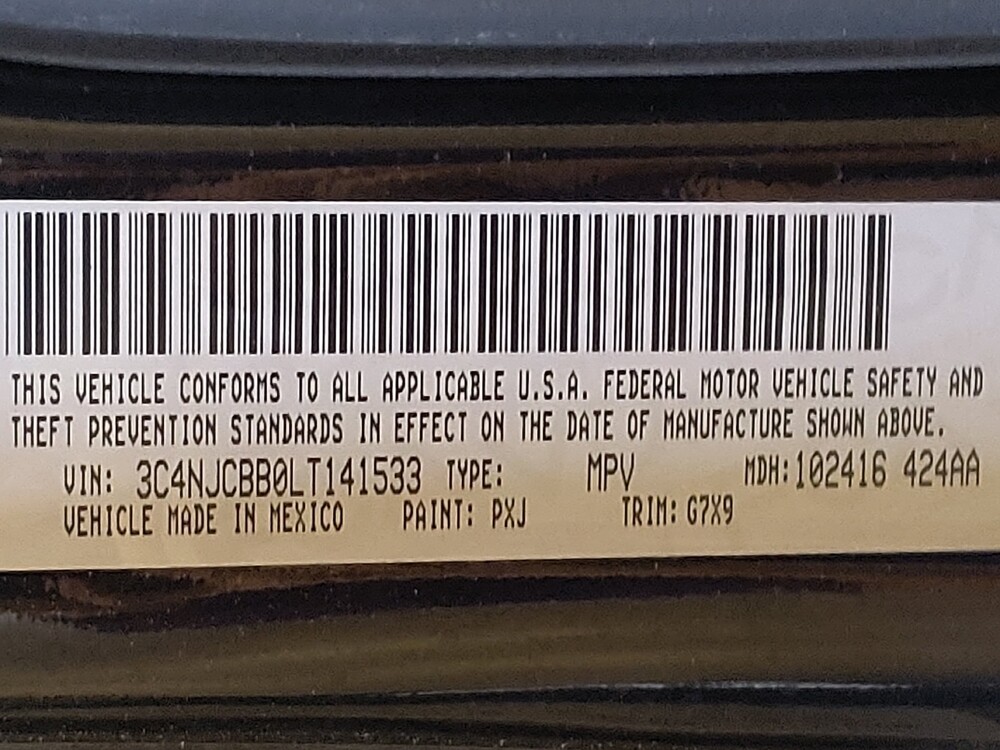 THIS VEHICLE CONFORMS TO ALL APPLICABLE U.S.A. FEDERAL MOTOR VEHICLE SAFETY AND
THEFT PREVENTION STANDARDS IN EFFECT ON THE DATE OF MANUFACTURE SHOWN ABOVE.
VIN: 3C4NJCBB0LT141533 TYPE: MPV MDH:102416 424AA
VEHICLE MADE IN MEXICO PAINT: PXJ TRIM: G7X9